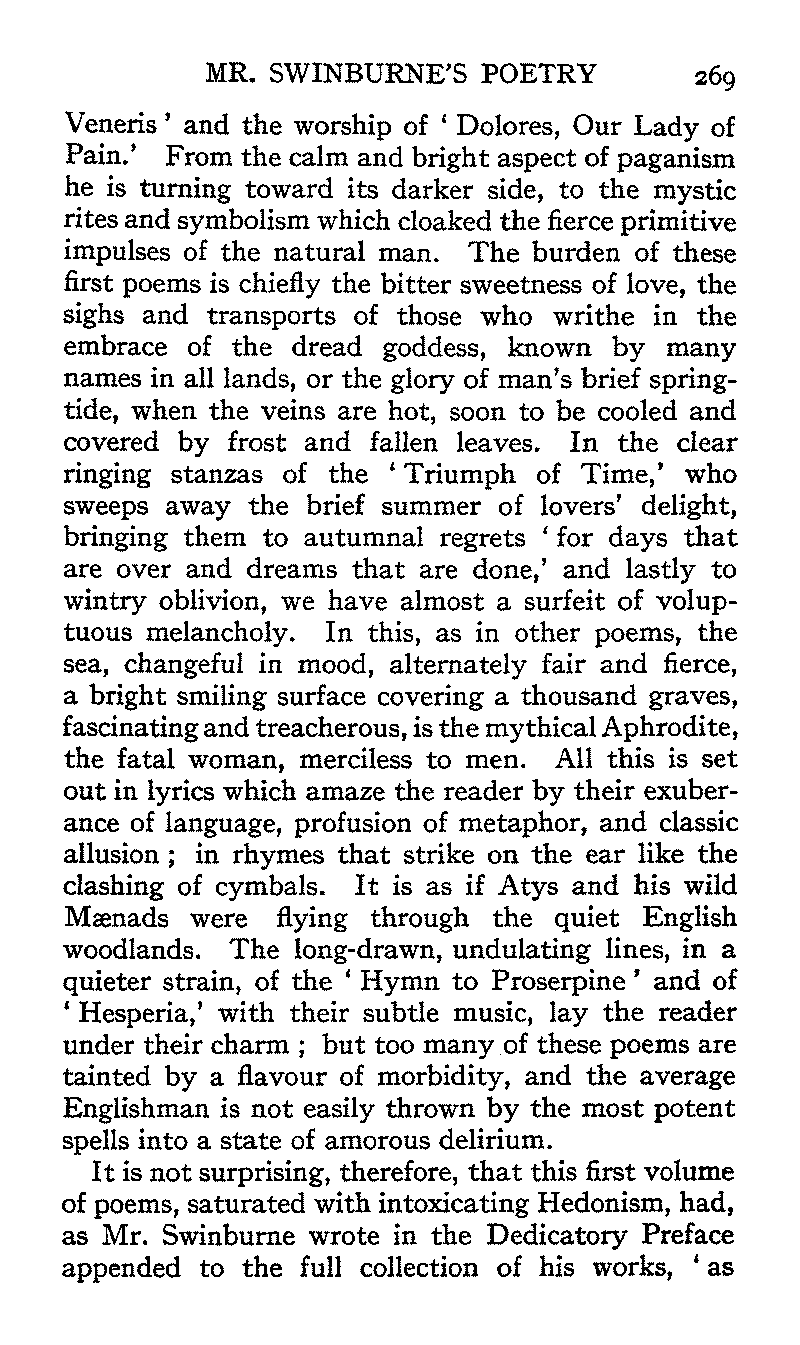 MR. SWINBURNE'S POETRY 269
Veneris' and the worship of ' Dolores, Our Lady of
Pain.' From the calm and bright aspect of paganism
he is turning toward its darker side, to the mystic
rites and symbolism which cloaked the fierce primitive
impulses of the natural man. The burden of these
first poems is chiefly the bitter sweetness of love, the
sighs and transports of those who writhe in the
embrace of the dread goddess, known by many
names in all lands, or the glory of man's brief spring-
tide, when the veins are hot, soon to be cooled and
covered by frost and fallen leaves. In the clear
ringing stanzas of the ' Triumph of Time,' who
sweeps away the brief summer of lovers' delight,
bringing them to autumnal regrets ' for days that
are over and dreams that are done,' and lastly to
wintry oblivion, we have almost a surfeit of volup-
tuous melancholy. In this, as in other poems, the
sea, changeful in mood, alternately fair and fierce,
a bright smiling surface covering a thousand graves,
fascinating and treacherous, is the mythical Aphrodite,
the fatal woman, merciless to men. All this is set
out in lyrics which amaze the reader by their exuber-
ance of language, profusion of metaphor, and classic
allusion ; in rhymes that strike on the ear like the
clashing of cymbals. It is as if Atys and his wild
Mænads were flying through the quiet English
woodlands. The long-drawn, undulating lines, in a
quieter strain, of the ' Hymn to Proserpine' and of
' Hesperia,' with their subtle music, lay the reader
under their charm ; but too many of these poems are
tainted by a flavour of morbidity, and the average
Englishman is not easily thrown by the most potent
spells into a state of amorous delirium.
It is not surprising, therefore, that this first volume
of poems, saturated with intoxicating Hedonism, had,
as Mr. Swinburne wrote in the Dedicatory Preface
appended to the full collection of his works, ' as